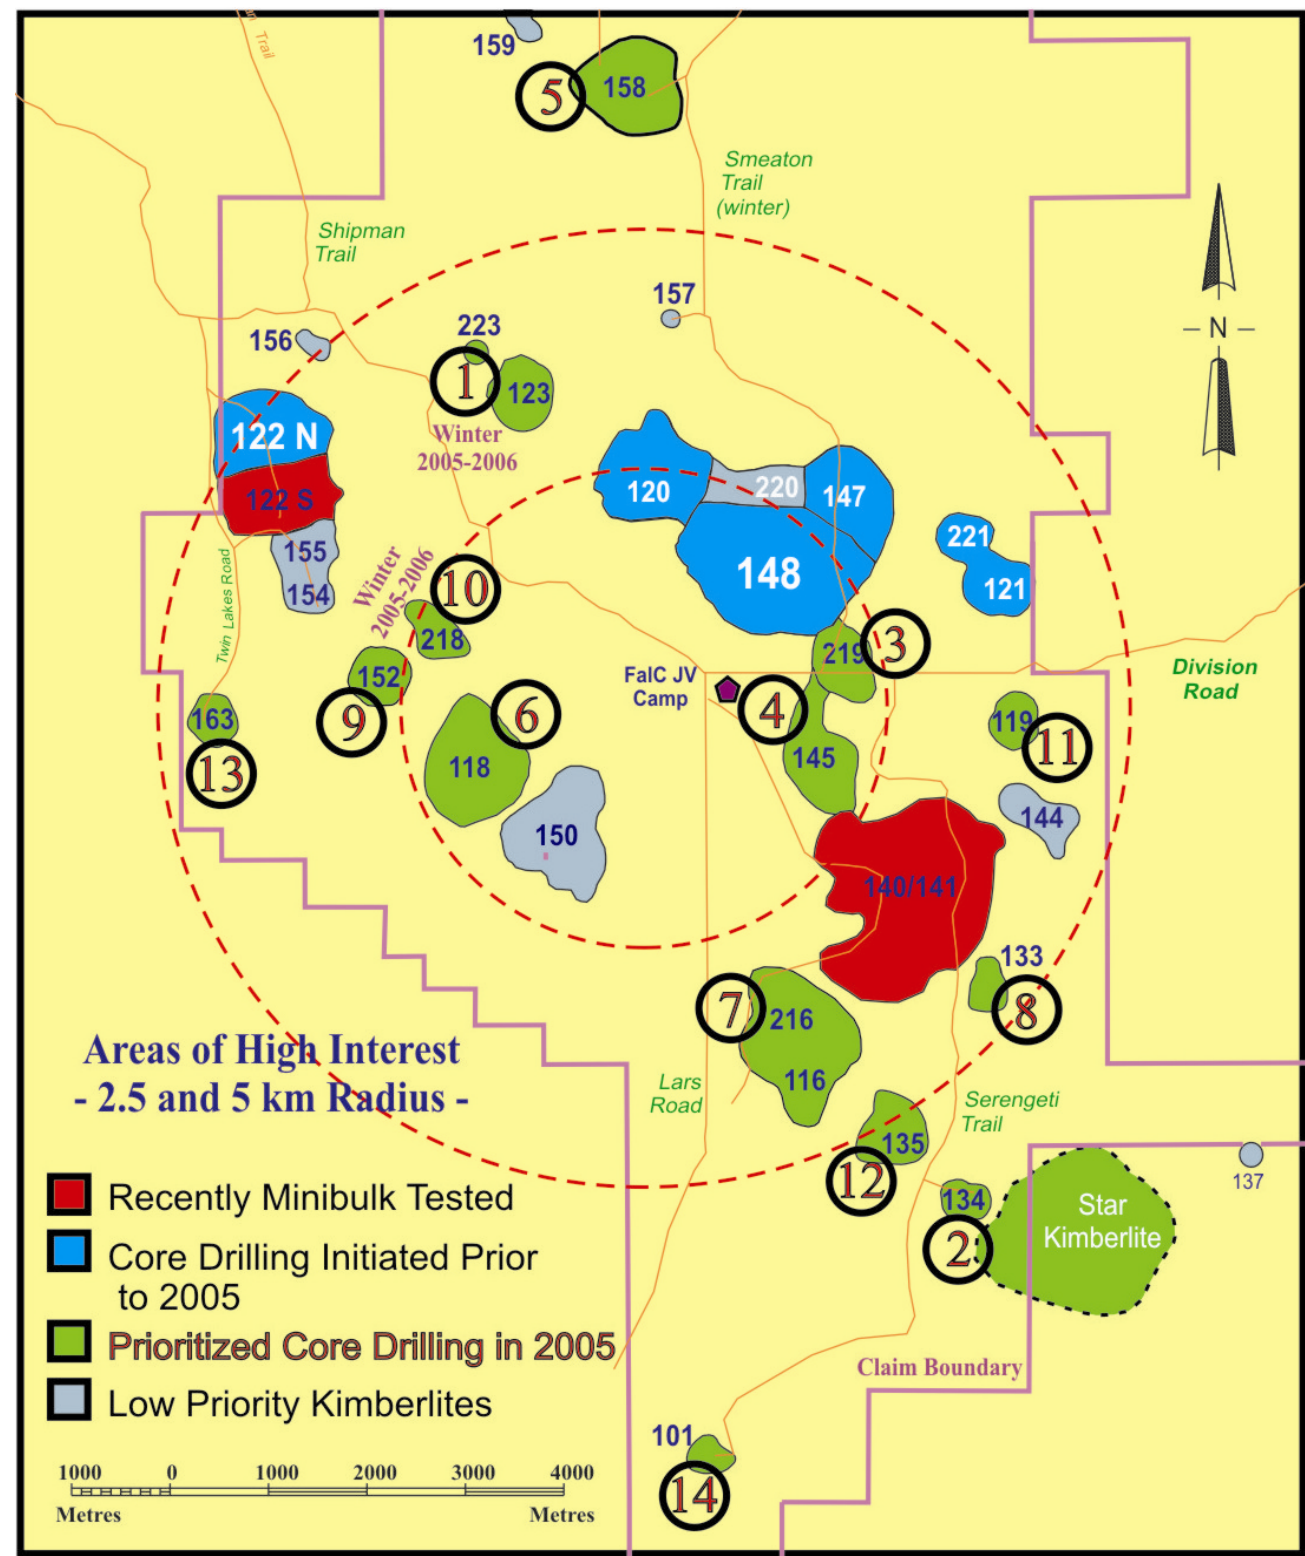 Trail
159
158
5
Smeaton
Trail
(winter)
Shipman
Trail
157
N
156
223
1
123
Winter
2005-2006
122 N
122 S
120
220
147
148
221
121
155
154
Winter
2005-2006
10
218
Twin Lakes Road
152
9
163
13
6
118
150
FalC JV
Camp
219
3
4
145
Division
Road
119
11
144
140/141
133
8
7
216
116
Areas of High Interest
- 2.5 and 5 km Radius -
Lars
Road
Serengeti
Trail
135
12
134
2
Star
Kimberlite
137
Recently Minibulk Tested
Core Drilling Initiated Prior
to 2005
Prioritized Core Drilling in 2005
Low Priority Kimberlites
Claim Boundary
101
14
1000 0 1000 2000 3000 4000
Metres Metres